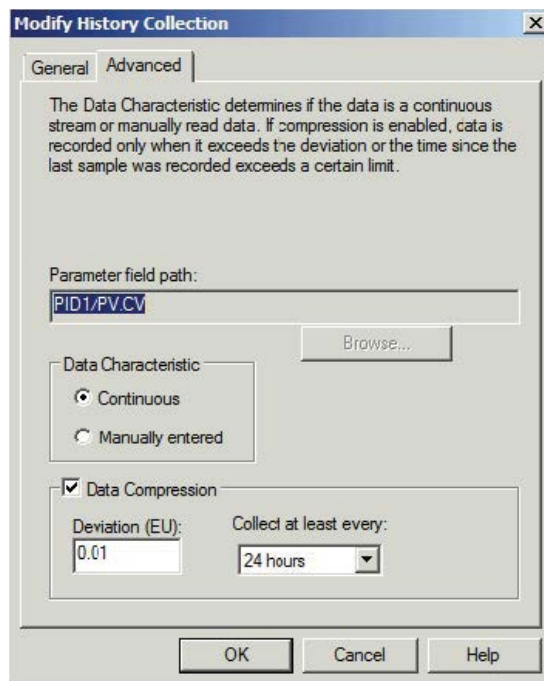 Modify History Collection
General Advanced
The Data Characteristic determines if the data is a continuous
stream or manually read data. If compression is enabled, data is
recorded only when it exceeds the deviation or the time since the
last sample was recorded exceeds a certain limit.
Parameter field path:
PID1/PV.CV
Browse...
Data Characteristic
Continuous
Manually entered
Data Compression
Deviation (EU): Collect at least every:
0.01 24 hours
OK Cancel Help